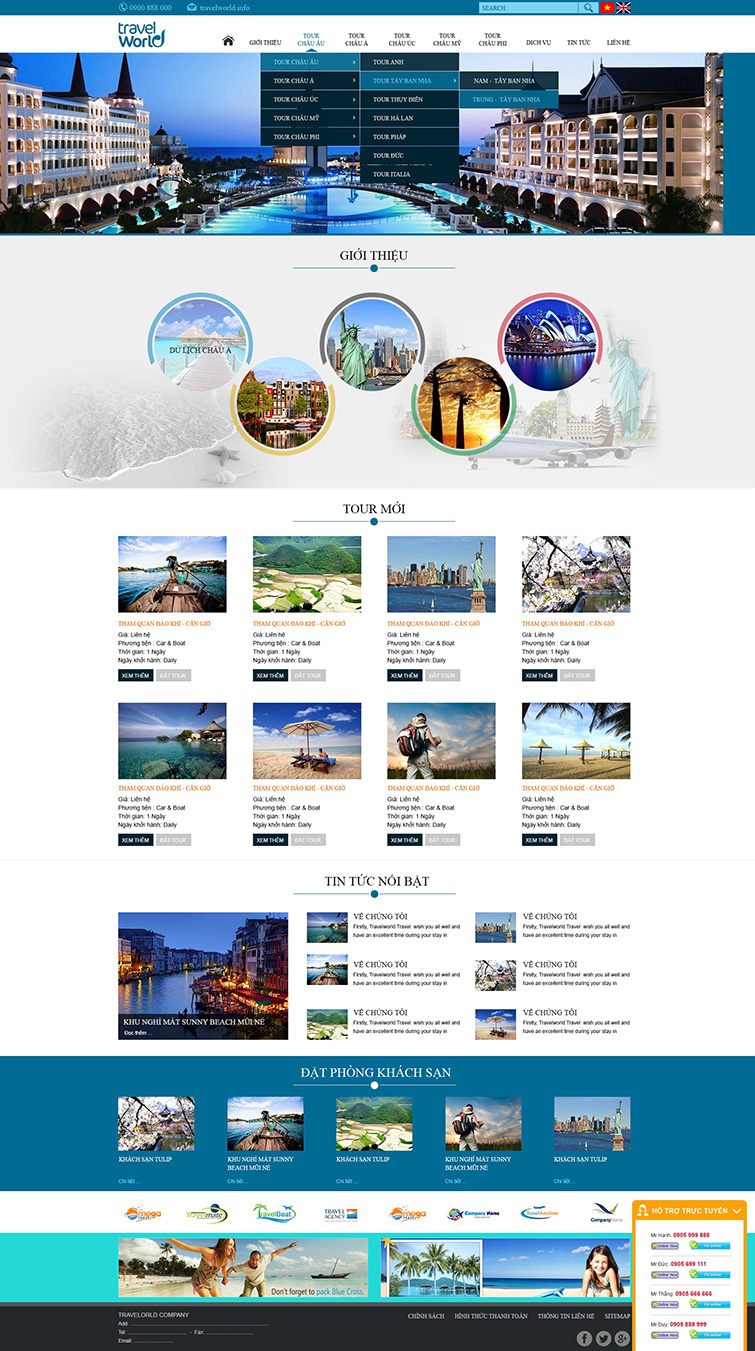 0900 888 000
travelworld.info
SEARCH
travel
World
GIỚI THIỆU
TOUR
CHÂU ÂU
TOUR
CHÂU Á
TOUR
CHÂU ÚC
TOUR
CHÂU MỸ
TOUR
CHÂU PHI
DỊCH VỤ
TIN TỨC
LIÊN HỆ
TOUR CHÂU ÂU
TOUR CHÂU Á
TOUR CHÂU ÚC
TOUR CHÂU MỸ
TOUR CHÂU PHI
TOUR ANH
TOUR TÂY BAN NHA
TOUR THỤY ĐIỂN
TOUR HÀ LAN
TOUR PHÁP
TOUR ĐỨC
TOUR ITALIA
NAM - TÂY BAN NHA
TRUNG - TÂY BAN NHA
GIỚI THIỆU
DU LỊCH CHÂU Á
TOUR MỚI
THAM QUAN ĐẢO KHỈ - CẦN GIỜ
Giá: Liên hệ
Phương tiện : Car & Boat
Thời gian: 1 Ngày
Ngày khởi hành: Daily
XEM THÊM ĐẶT TOUR
THAM QUAN ĐẢO KHỈ - CẦN GIỜ
Giá: Liên hệ
Phương tiện : Car & Boat
Thời gian: 1 Ngày
Ngày khởi hành: Daily
XEM THÊM ĐẶT TOUR
THAM QUAN ĐẢO KHỈ - CẦN GIỜ
Giá: Liên hệ
Phương tiện : Car & Boat
Thời gian: 1 Ngày
Ngày khởi hành: Daily
XEM THÊM ĐẶT TOUR
THAM QUAN ĐẢO KHỈ - CẦN GIỜ
Giá: Liên hệ
Phương tiện : Car & Boat
Thời gian: 1 Ngày
Ngày khởi hành: Daily
XEM THÊM ĐẶT TOUR
THAM QUAN ĐẢO KHỈ - CẦN GIỜ
Giá: Liên hệ
Phương tiện : Car & Boat
Thời gian: 1 Ngày
Ngày khởi hành: Daily
XEM THÊM ĐẶT TOUR
THAM QUAN ĐẢO KHỈ - CẦN GIỜ
Giá: Liên hệ
Phương tiện : Car & Boat
Thời gian: 1 Ngày
Ngày khởi hành: Daily
XEM THÊM ĐẶT TOUR
THAM QUAN ĐẢO KHỈ - CẦN GIỜ
Giá: Liên hệ
Phương tiện : Car & Boat
Thời gian: 1 Ngày
Ngày khởi hành: Daily
XEM THÊM ĐẶT TOUR
THAM QUAN ĐẢO KHỈ - CẦN GIỜ
Giá: Liên hệ
Phương tiện : Car & Boat
Thời gian: 1 Ngày
Ngày khởi hành: Daily
XEM THÊM ĐẶT TOUR
TIN TỨC NỔI BẬT
KHU NGHỈ MÁT SUNNY BEACH MŨI NÉ
Đọc thêm ...
VỀ CHÚNG TÔI
Firstly, Travelworld Travel wish you all well and
have an excellent time during your stay in
VỀ CHÚNG TÔI
Firstly, Travelworld Travel wish you all well and
have an excellent time during your stay in
VỀ CHÚNG TÔI
Firstly, Travelworld Travel wish you all well and
have an excellent time during your stay in
VỀ CHÚNG TÔI
Firstly, Travelworld Travel wish you all well and
have an excellent time during your stay in
VỀ CHÚNG TÔI
Firstly, Travelworld Travel wish you all well and
have an excellent time during your stay in
VỀ CHÚNG TÔI
Firstly, Travelworld Travel wish you all well and
have an excellent time during your stay in
ĐẶT PHÒNG KHÁCH SẠN
KHÁCH SẠN TULIP
Chi tiết ...
KHU NGHỈ MÁT SUNNY
BEACH MŨI NÉ
Chi tiết ...
KHÁCH SẠN TULIP
Chi tiết ...
KHU NGHỈ MÁT SUNNY
BEACH MŨI NÉ
Chi tiết ...
KHÁCH SẠN TULIP
Chi tiết ...
omega
Travelmate
TravelBeat
TRAVEL
AGENCY
omega
Company Name
CompanyName
Don't forget to pack Blue Cross.
HỖ TRỢ TRỰC TUYẾN
Mr Hạnh: 0905 999 888
Online Now I'm online
Mr Đức: 0905 699 111
Online Now I'm online
Mr Thắng: 0905 666 666
Online Now I'm online
Mr Duy: 0905 888 999
Online Now I'm online
TRAVELORLD COMPANY
Add:
Tel: - Fax:
Email:
CHÍNH SÁCH
HÌNH THỨC THANH TOÁN
THÔNG TIN LIÊN HỆ
SITEMAP